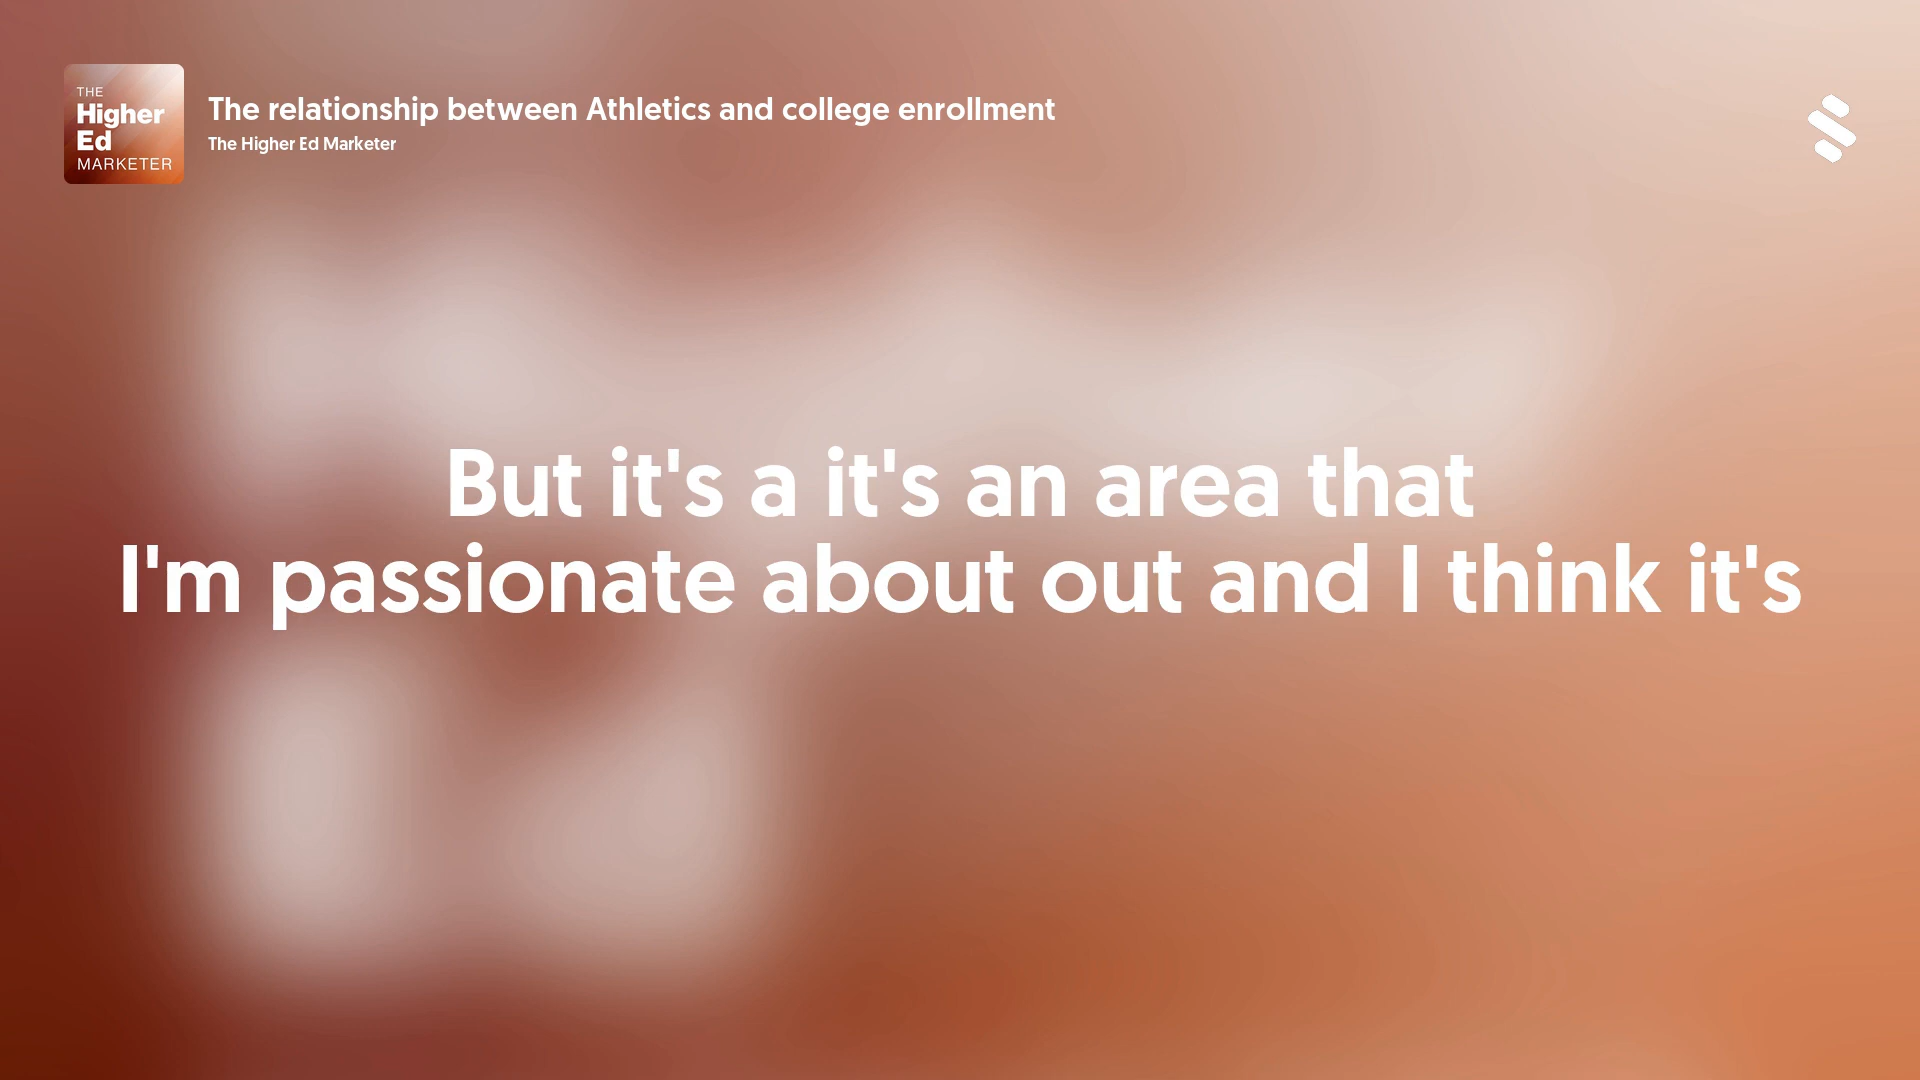 THE
Higher
Ed
MARKETER
The relationship between Athletics and college enrollment
The Higher Ed Marketer
But it's a it's an area that
I'm passionate about out and I think it's